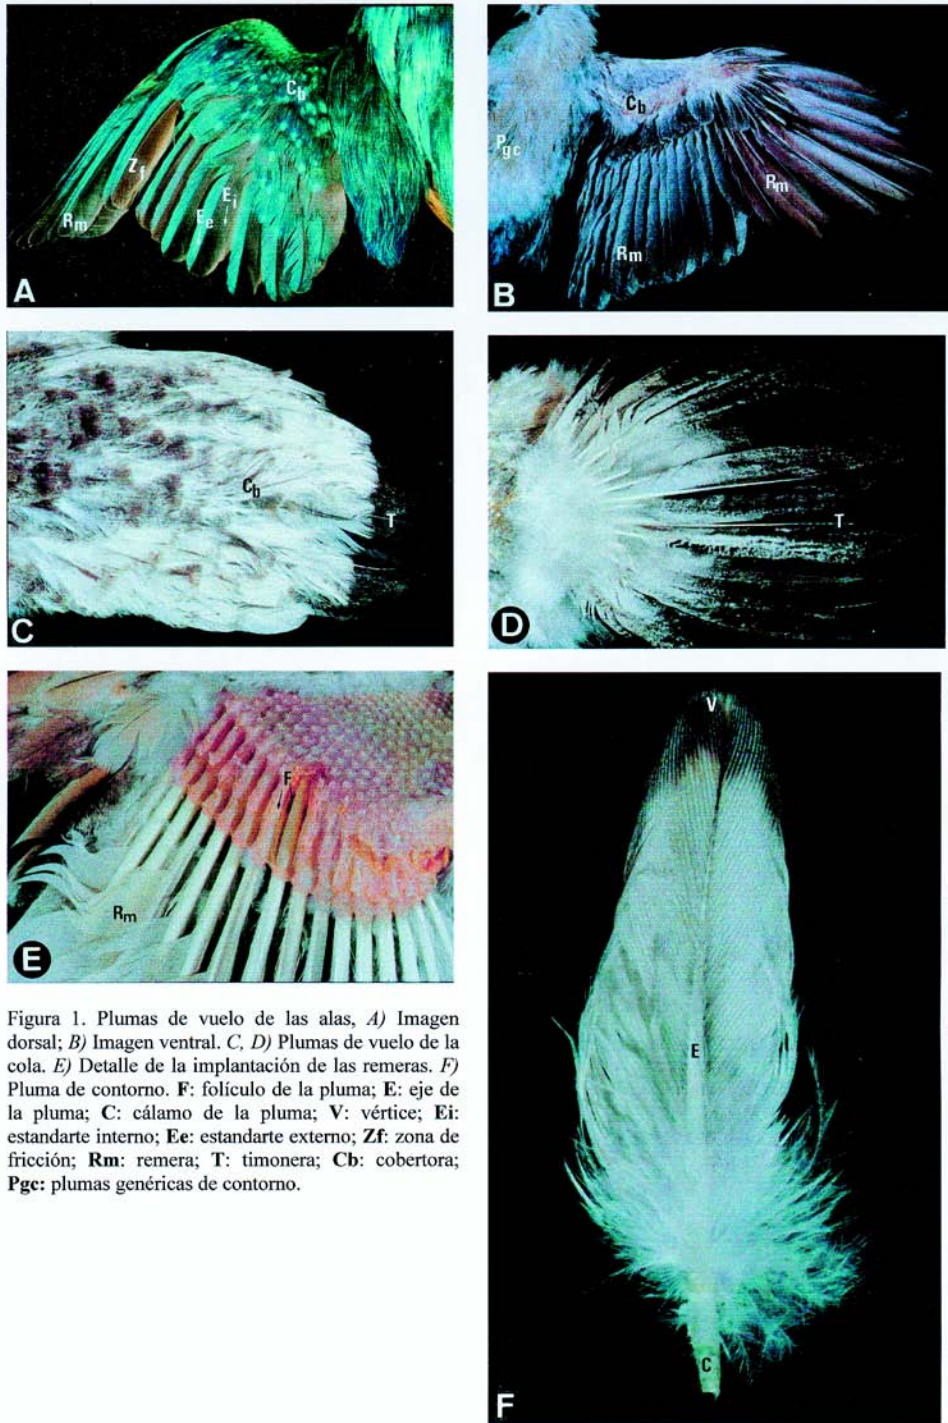 Cb
Zf
Ei
Rm
Ee
A
Cb
Pgc
Rm
Rm
B
Cb
T
C
T
D
F
Rm
E
V
E
C
F
Figura 1. Plumas de vuelo de las alas, A) Imagen
dorsal; B) Imagen ventral. C, D) Plumas de vuelo de la
cola. E) Detalle de la implantación de las remeras. F)
Pluma de contorno. F: folículo de la pluma; E: eje de
la pluma; C: cálamo de la pluma; V: vértice; Ei:
estandarte interno; Ee: estandarte externo; Zf: zona de
fricción; Rm: remera; T: timonera; Cb: cobertora;
Pgc: plumas genéricas de contorno.